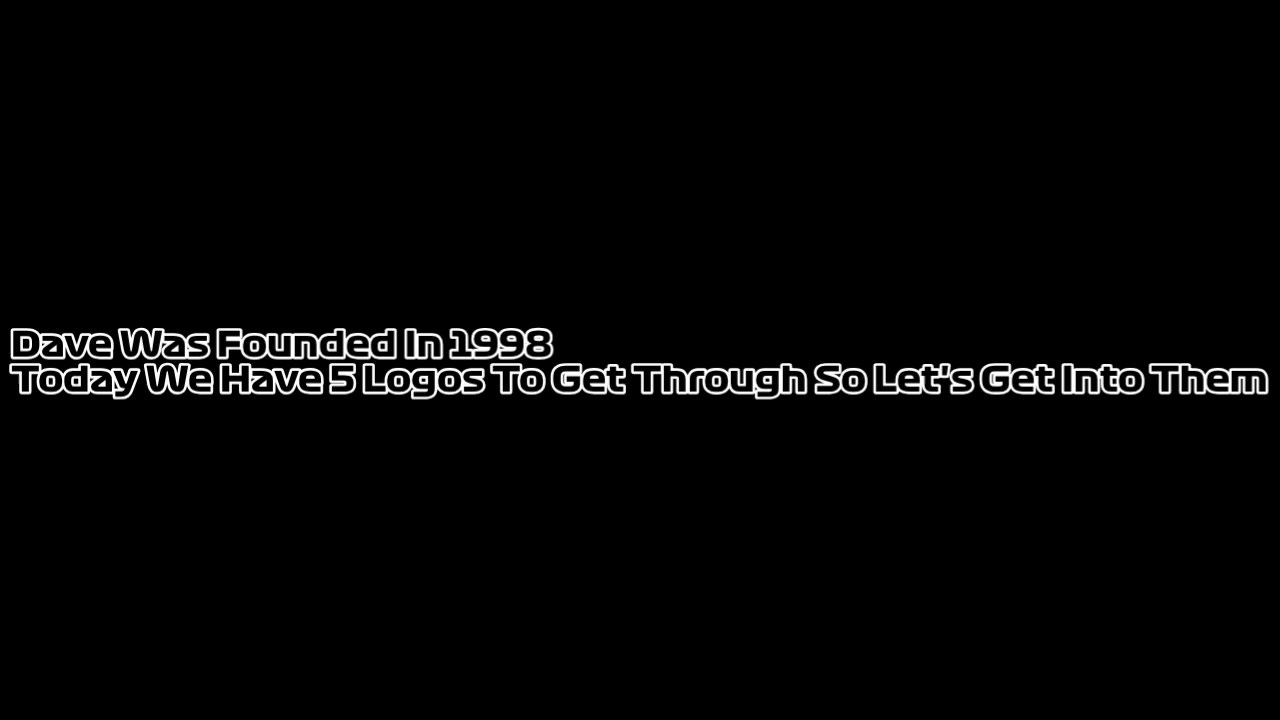 Dave Was Founded In 1998
Today We Have 5 Logos To Get Through So Let's Get Into Them